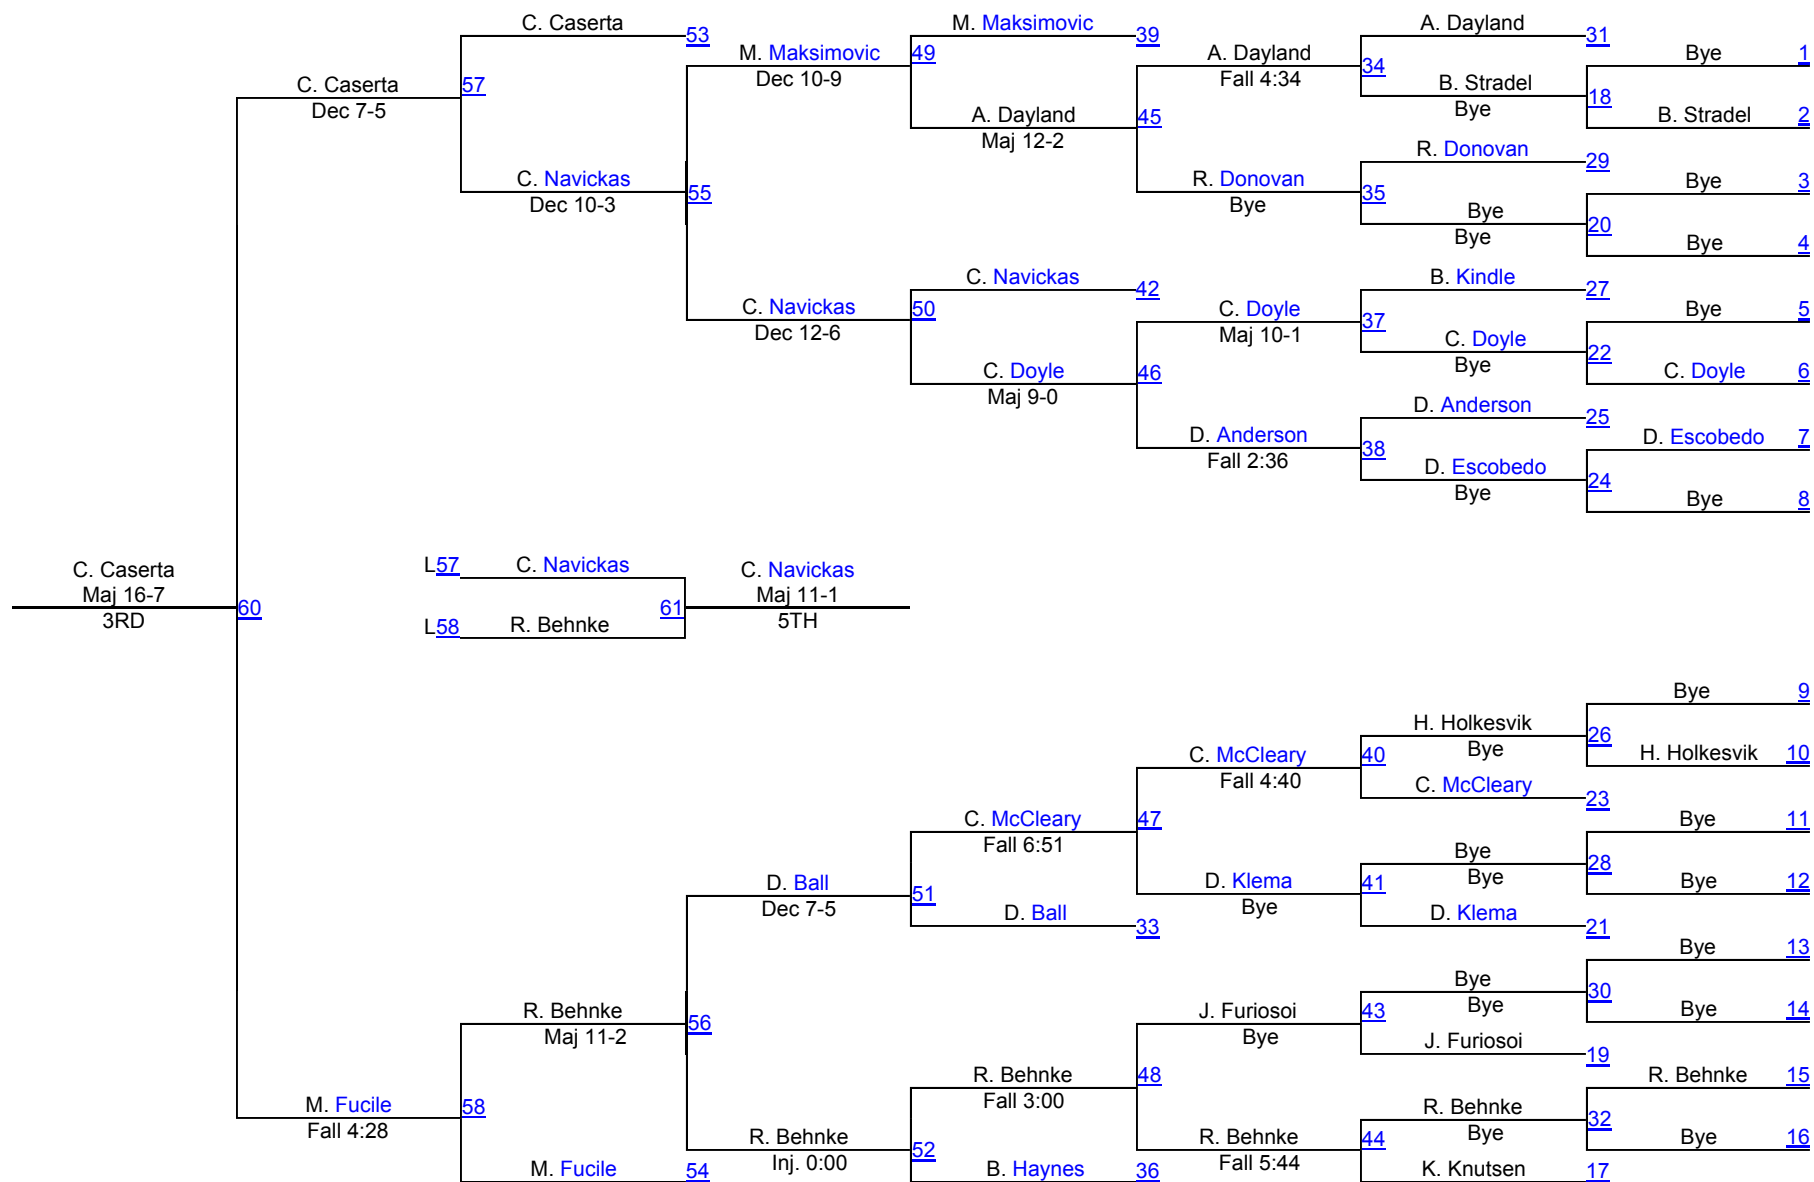 C. Caserta 53
M. Maksimovic 39
A. Dayland 31
M. Maksimovic 49
Dec 10-9
A. Dayland 34
Fall 4:34
Bye 1
C. Caserta 57
Dec 7-5
B. Stradel 18
Bye
B. Stradel 2
A. Dayland 45
Maj 12-2
R. Donovan 29
C. Navickas 55
Dec 10-3
R. Donovan 35
Bye
Bye 3
Bye 20
Bye
Bye 4
C. Navickas 42
B. Kindle 27
C. Navickas 50
Dec 12-6
C. Doyle 37
Maj 10-1
Bye 5
C. Doyle 22
Bye
C. Doyle 6
C. Doyle 46
Maj 9-0
D. Anderson 25
D. Anderson 38
Fall 2:36
D. Escobedo 7
D. Escobedo 24
Bye
Bye 8
C. Caserta
Maj 16-7
3RD
60
L57 C. Navickas
L58 R. Behnke
61
C. Navickas
Maj 11-1
5TH
Bye 9
H. Holkesvik 26
Bye
H. Holkesvik 10
C. McCleary 40
Fall 4:40
C. McCleary 23
C. McCleary 47
Fall 6:51
Bye 11
Bye 28
Bye
Bye 12
D. Ball 51
Dec 7-5
D. Klema 41
Bye
D. Ball 33
D. Klema 21
Bye 13
R. Behnke 56
Maj 11-2
J. Furiosoi 43
Bye
Bye 30
Bye
Bye 14
J. Furiosoi 19
R. Behnke 48
Fall 3:00
R. Behnke 15
M. Fucile 58
Fall 4:28
R. Behnke 32
Bye
R. Behnke 52
Inj. 0:00
R. Behnke 44
Fall 5:44
Bye 16
M. Fucile 54
B. Haynes 36
K. Knutsen 17